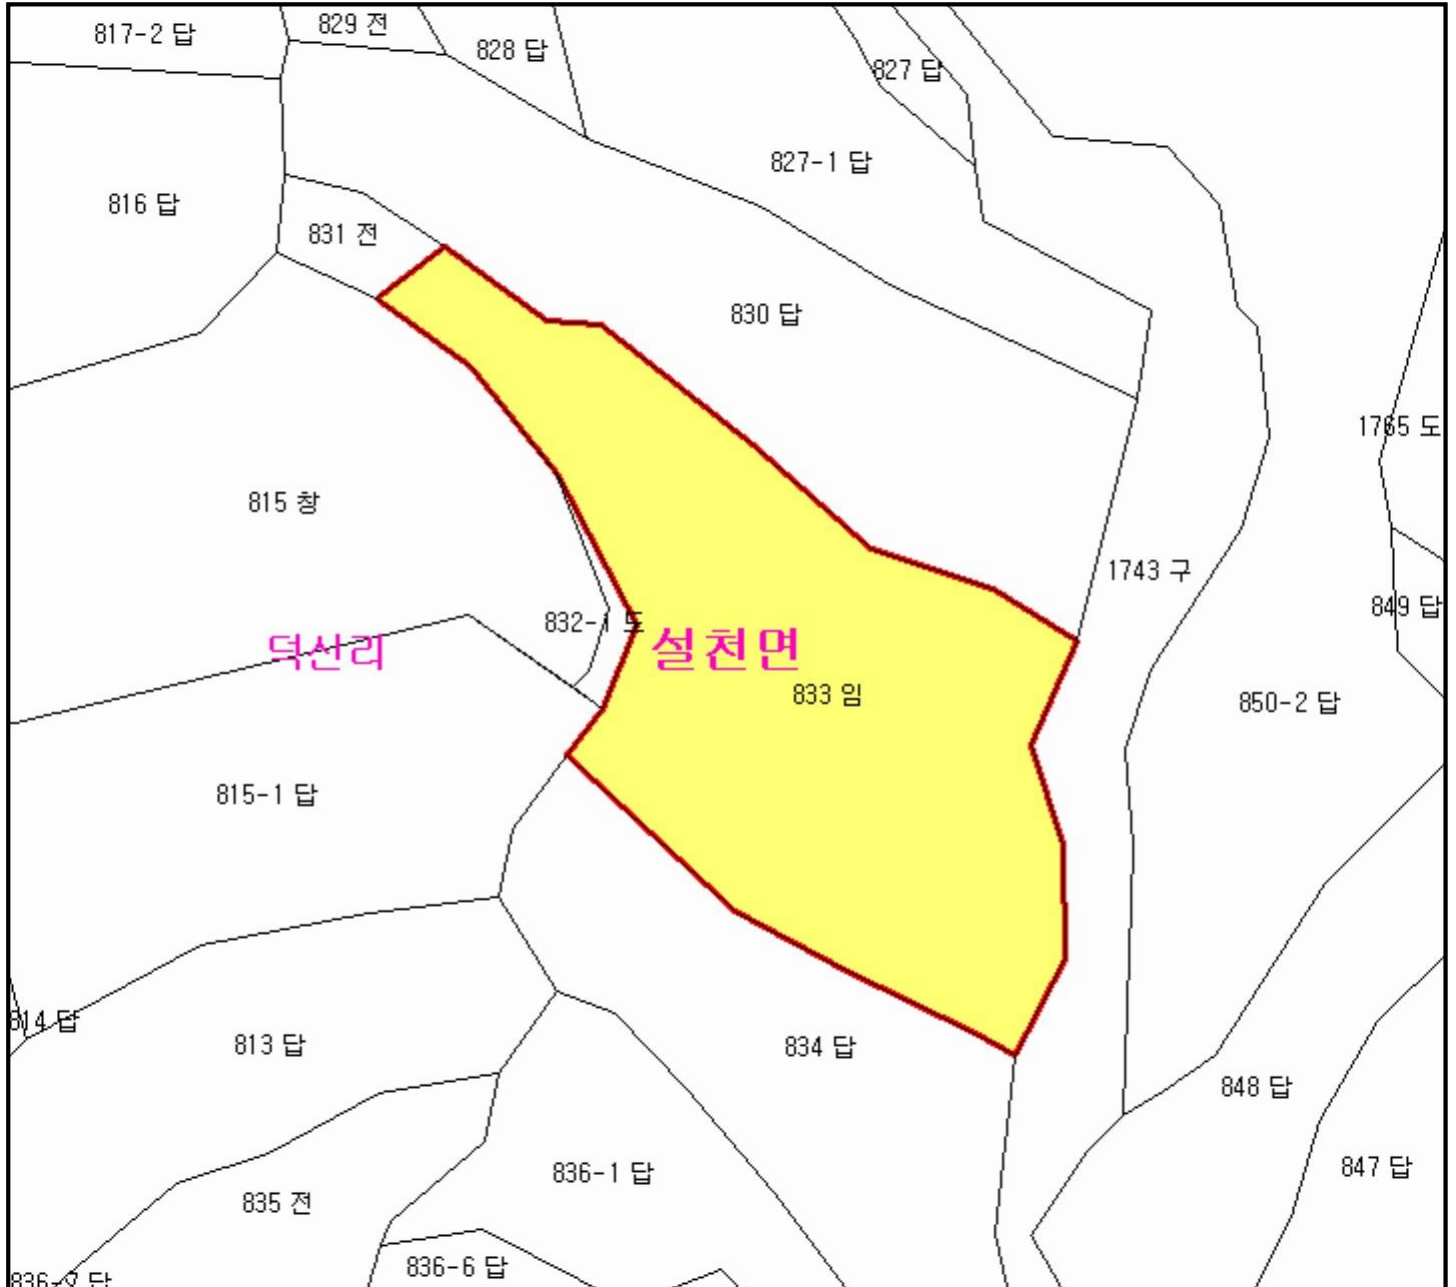 817-2 답
829 전
828 답
827 답
827-1 답
816 답
831 전
830 답
1765 도
815 창
1743 구
849 답
832-1 도
덕산리
설천면
833 임
850-2 답
815-1 답
814 답
813 답
834 답
848 답
836-1 답
847 답
835 전
836-6 답
836-7 답